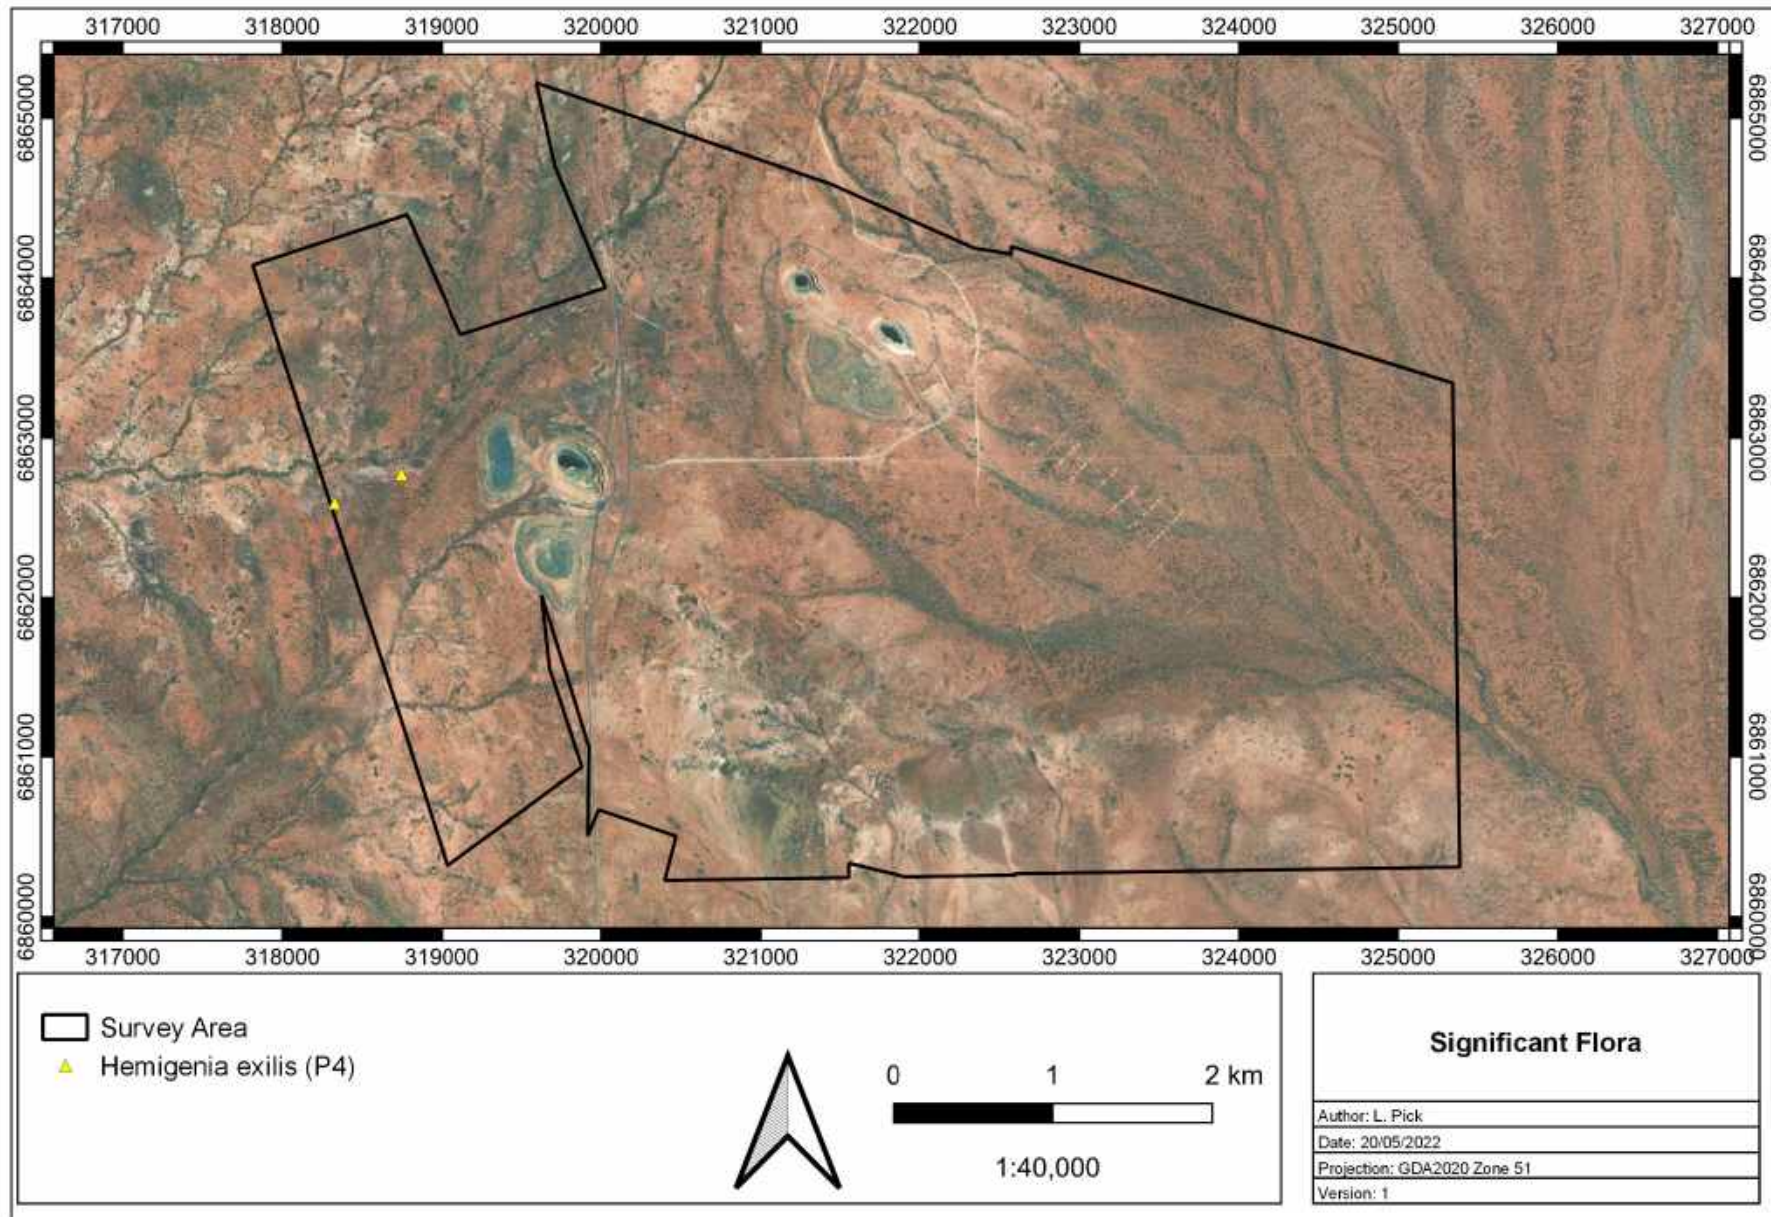 317000 318000 319000 320000 321000 322000 323000 324000 325000 326000 327000
6865000 6865000
6864000 6864000
6863000 6863000
6862000 6862000
6861000 6861000
6860000 6860000
317000 318000 319000 320000 321000 322000 323000 324000 325000 326000 327000
Survey Area
Hemigenia exilis (P4)
0 1 2 km
1:40,000
Significant Flora
Author: L. Pick
Date: 20/05/2022
Projection: GDA2020 Zone 51
Version: 1